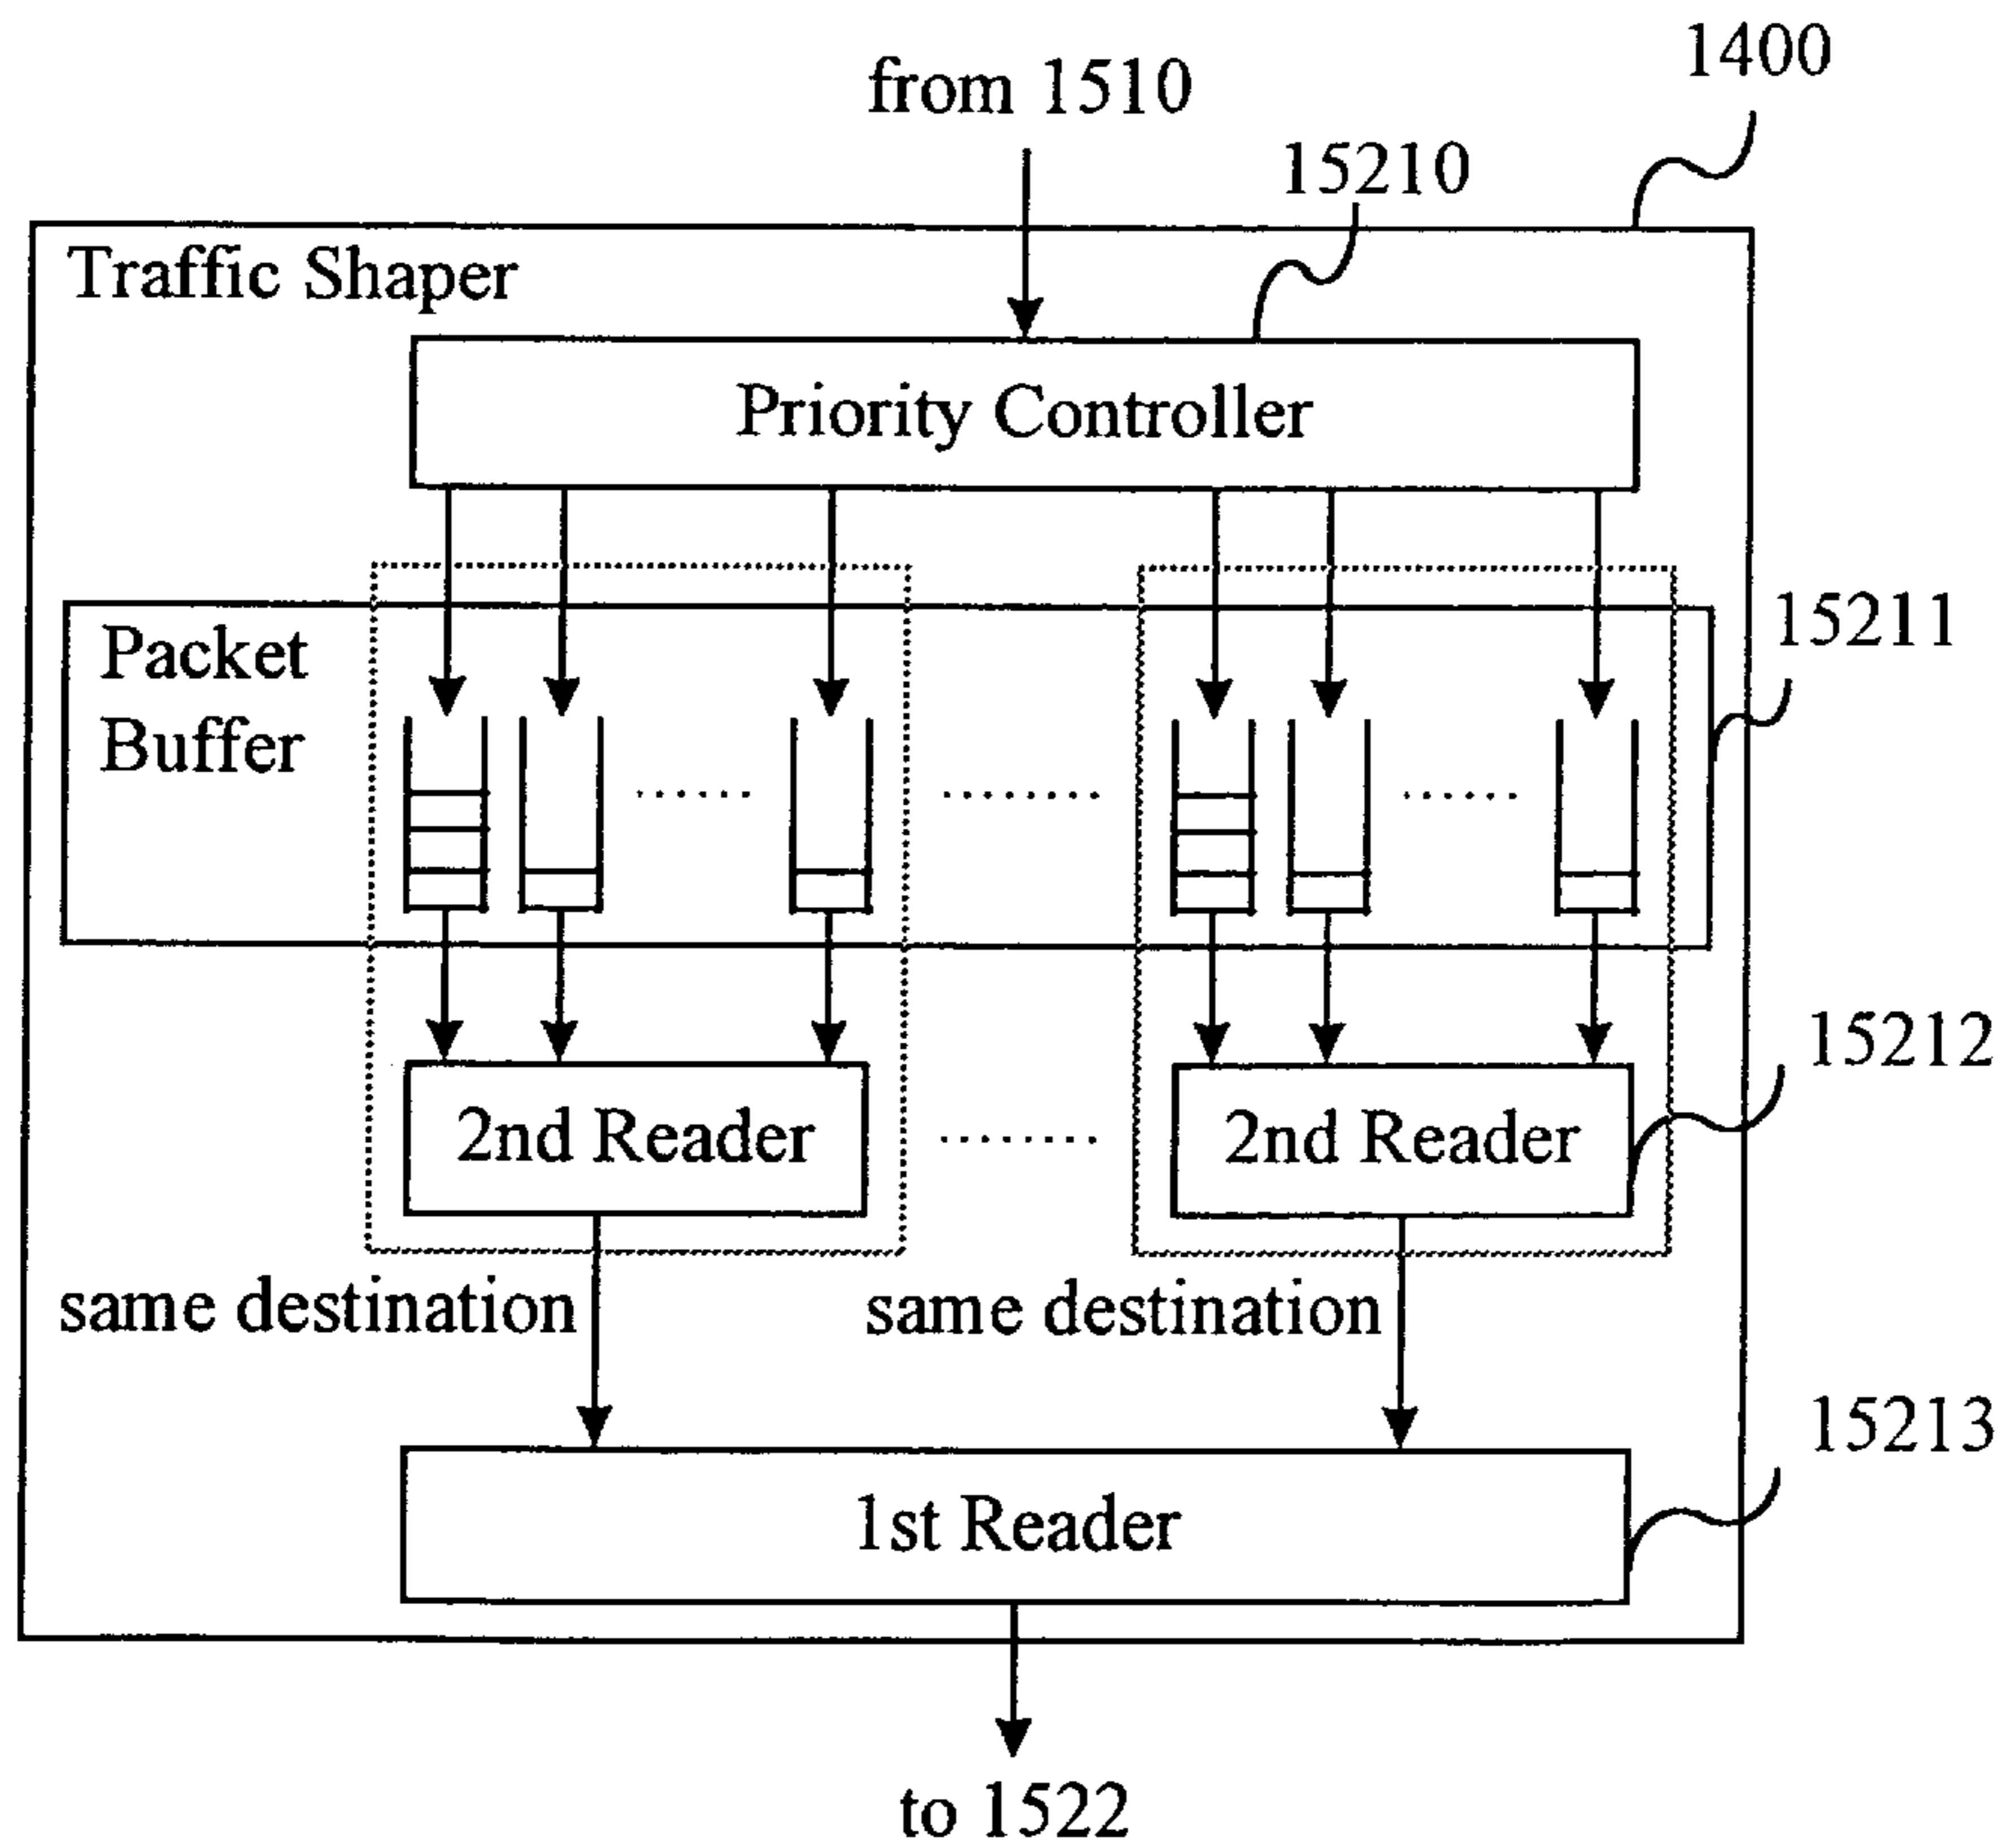 1400
from 1510
15210
Traffic Shaper
Priority Controller
15211
Packet
Buffer
15212
2nd Reader
2nd Reader
same destination
same destination
15213
1st Reader
to 1522